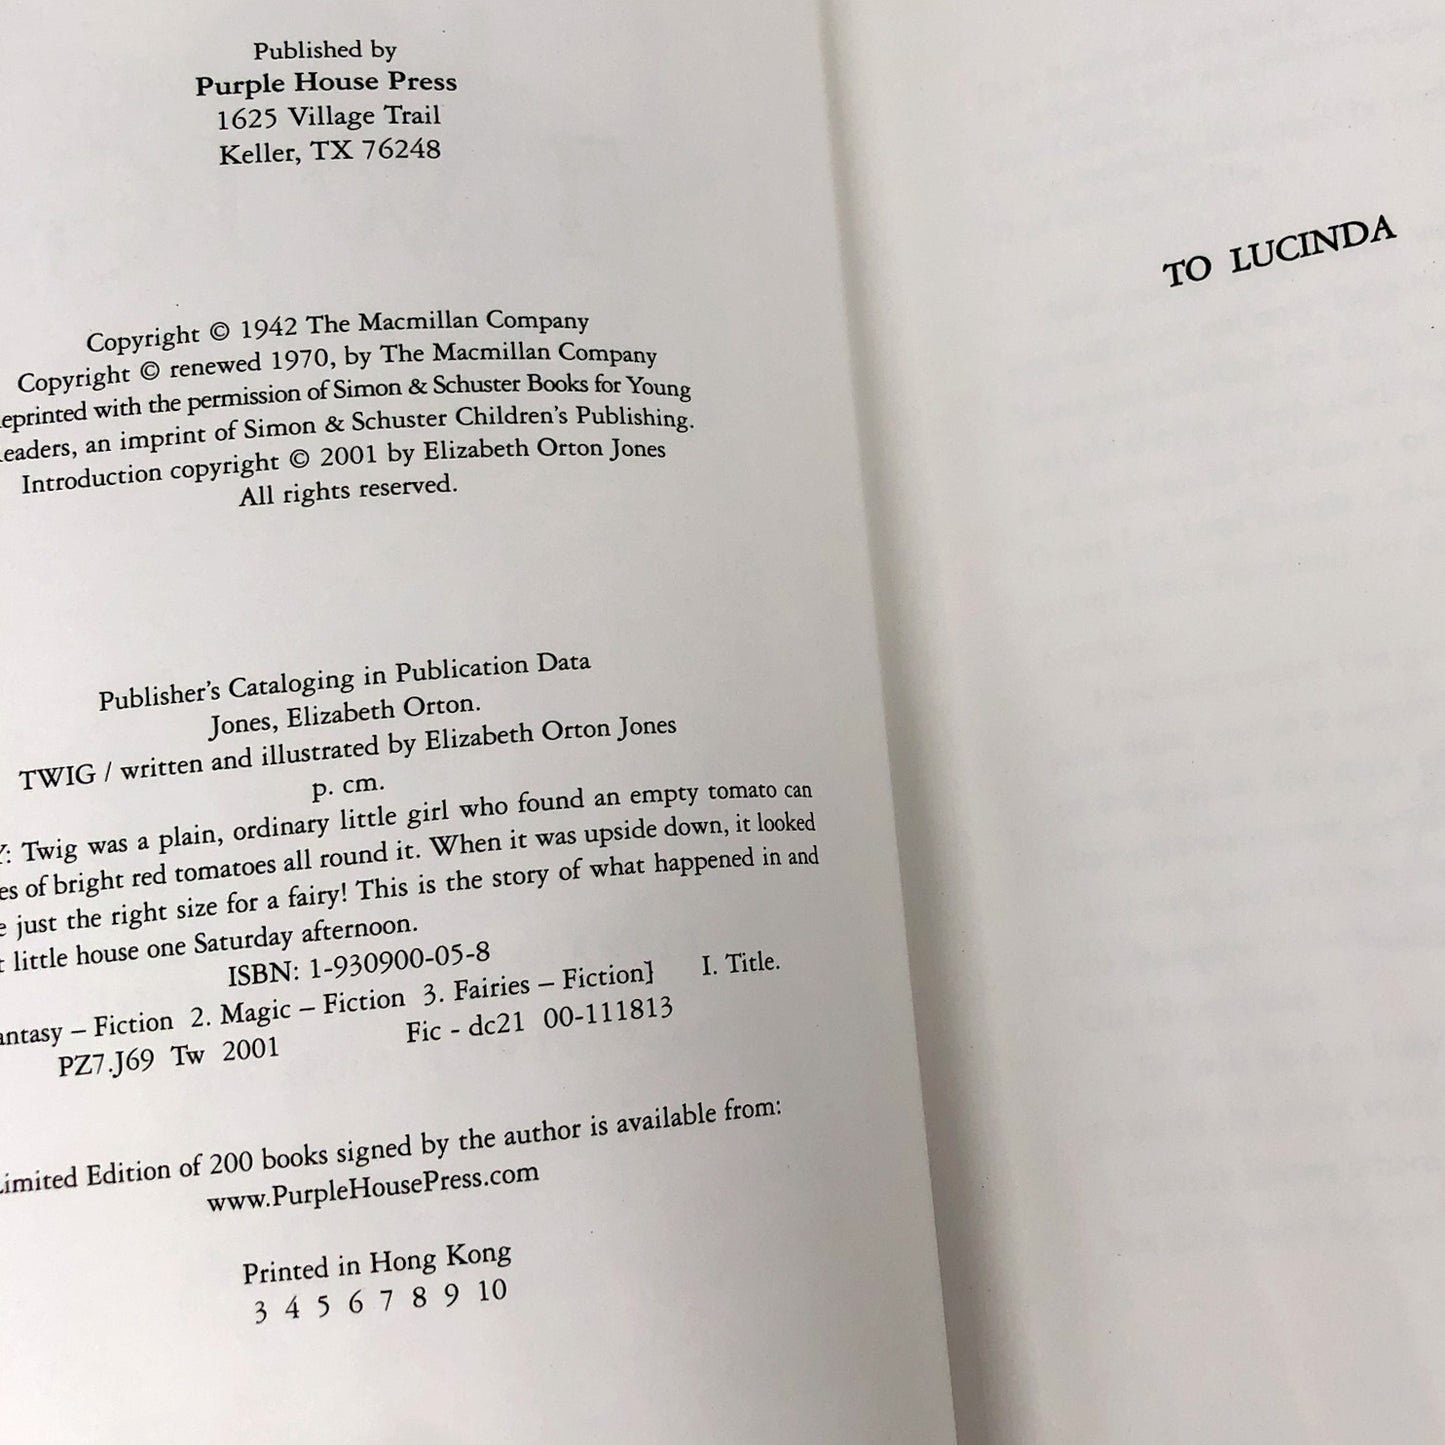 Published by
Purple House Press
1625 Village Trail
Keller, TX 76248
Copyright © 1942 The Macmillan Company
Copyright © renewed 1970, by The Macmillan Company
eprinted with the permission of Simon & Schuster Books for Young
eaders, an imprint of Simon & Schuster Children's Publishing.
Introduction copyright © 2001 by Elizabeth Orton Jones
All rights reserved.
Publisher's Cataloging in Publication Data
Jones, Elizabeth Orton.
TWIG / written and illustrated by Elizabeth Orton Jones
p. cm.
Y: Twig was a plain, ordinary little girl who found an empty tomato can
es of bright red tomatoes all round it. When it was upside down, it looked
e just the right size for a fairy! This is the story of what happened in and
t little house one Saturday afternoon.
ISBN: 1-930900-05-8
antasy – Fiction 2. Magic – Fiction 3. Fairies – Fiction] I. Title.
PZ7.J69 Tw 2001 Fic - dc21 00-111813
Limited Edition of 200 books signed by the author is available from:
www.PurpleHousePress.com
Printed in Hong Kong
3 4 5 6 7 8 9 10
TO LUCINDA